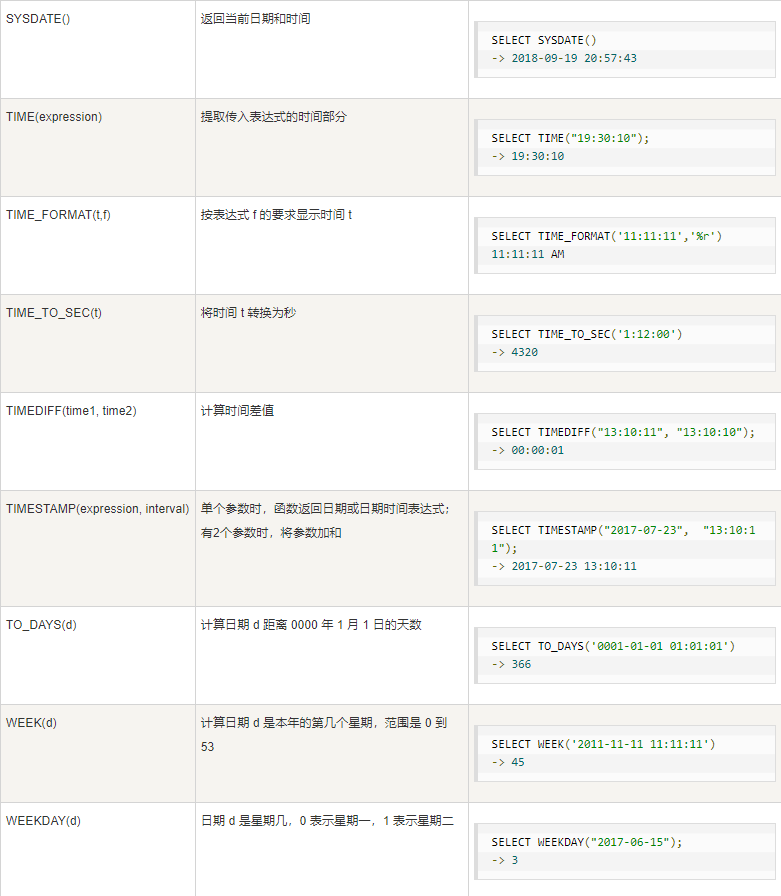 SYSDATE()
返回当前日期和时间
SELECT SYSDATE()
-> 2018-09-19 20:57:43
TIME(expression)
提取传入表达式的时间部分
SELECT TIME("19:30:10");
-> 19:30:10
TIME_FORMAT(t,f)
按表达式 f 的要求显示时间 t
SELECT TIME_FORMAT('11:11:11','%r')
11:11:11 AM
TIME_TO_SEC(t)
将时间 t 转换为秒
SELECT TIME_TO_SEC('1:12:00')
-> 4320
TIMEDIFF(time1, time2)
计算时间差值
SELECT TIMEDIFF("13:10:11", "13:10:10");
-> 00:00:01
TIMESTAMP(expression, interval)
单个参数时，函数返回日期或日期时间表达式；
有2个参数时，将参数加和
SELECT TIMESTAMP("2017-07-23",  "13:10:1
1");
-> 2017-07-23 13:10:11
TO_DAYS(d)
计算日期 d 距离 0000 年 1 月 1 日的天数
SELECT TO_DAYS('0001-01-01 01:01:01')
-> 366
WEEK(d)
计算日期 d 是本年的第几个星期，范围是 0 到
53
SELECT WEEK('2011-11-11 11:11:11')
-> 45
WEEKDAY(d)
日期 d 是星期几，0 表示星期一，1 表示星期二
SELECT WEEKDAY("2017-06-15");
-> 3